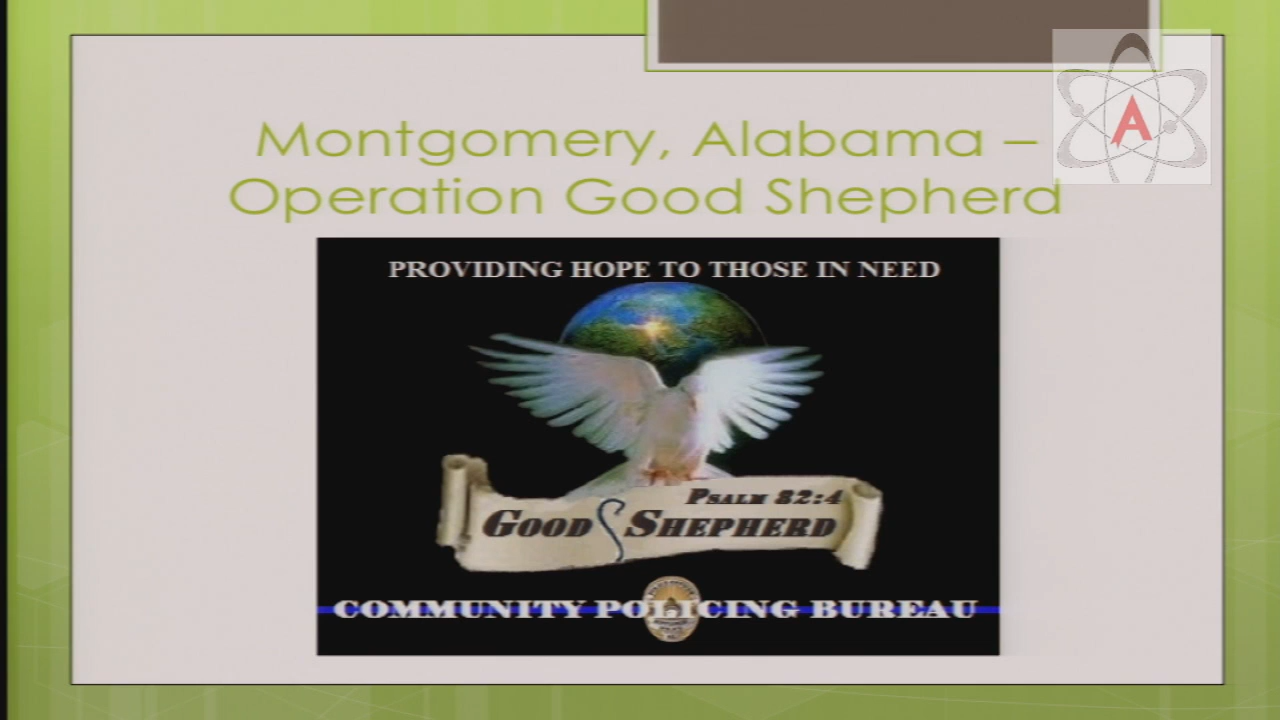 Montgomery, Alabama –
Operation Good Shepherd
PROVIDING HOPE TO THOSE IN NEED
PSALM 82:4
GOOD SHEPHERD
COMMUNITY POLICING BUREAU
A